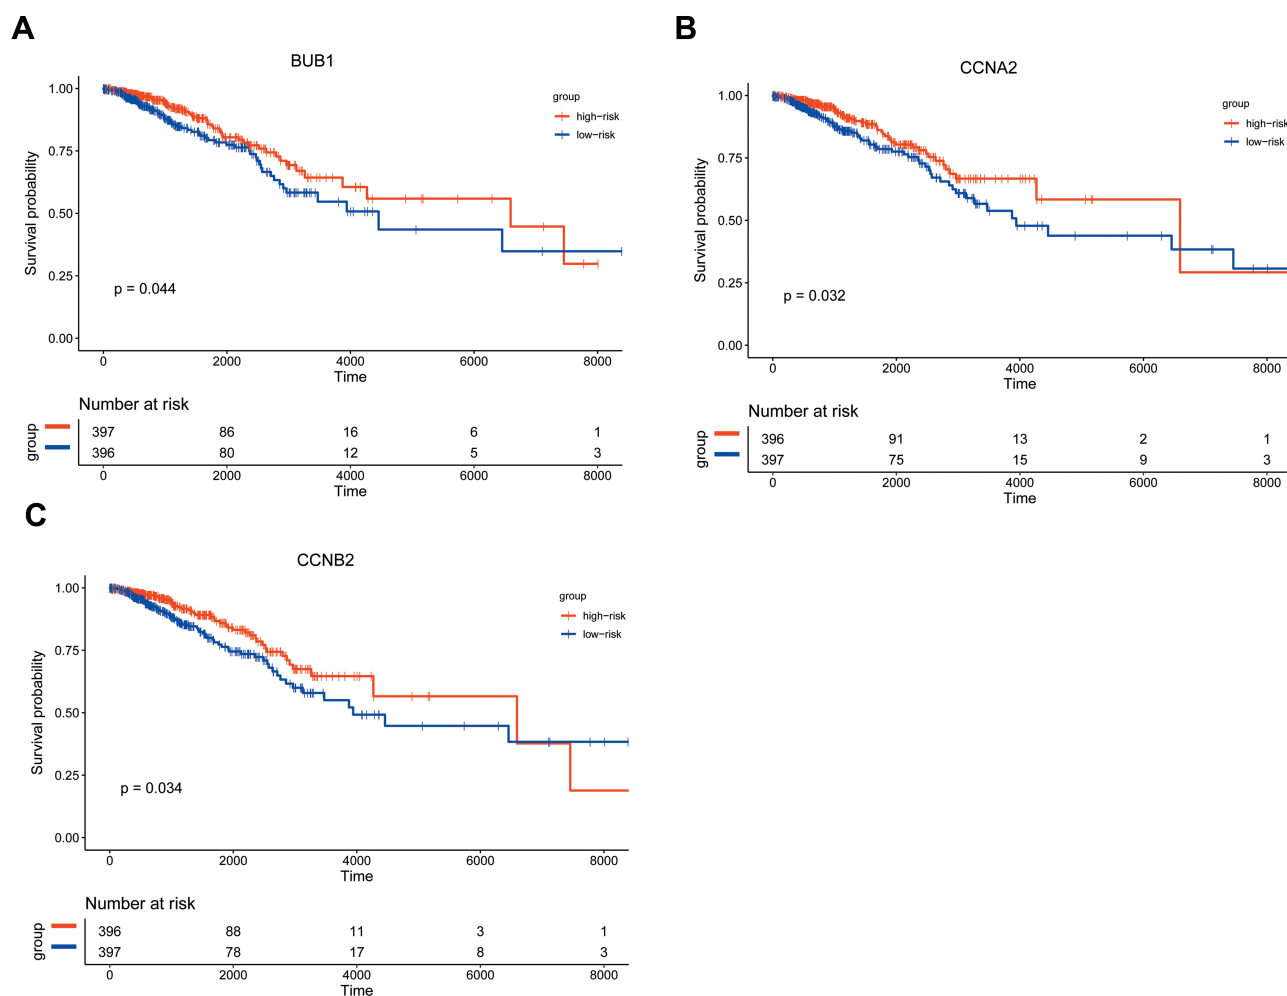 A
BUB1
Survival probability
1.00
0.75
0.50
0.25
0.00
group
high−risk
low−risk
p = 0.044
0 2000 4000 6000 8000
Time
Number at risk
group
397 86 16 6 1
396 80 12 5 3
0 2000 4000 6000 8000
Time
B
CCNA2
Survival probability
1.00
0.75
0.50
0.25
0.00
group
high−risk
low−risk
p = 0.032
0 2000 4000 6000 8000
Time
Number at risk
group
396 91 13 2 1
397 75 15 9 3
0 2000 4000 6000 8000
Time
C
CCNB2
Survival probability
1.00
0.75
0.50
0.25
0.00
group
high−risk
low−risk
p = 0.034
0 2000 4000 6000 8000
Time
Number at risk
group
396 88 11 3 1
397 78 17 8 3
0 2000 4000 6000 8000
Time